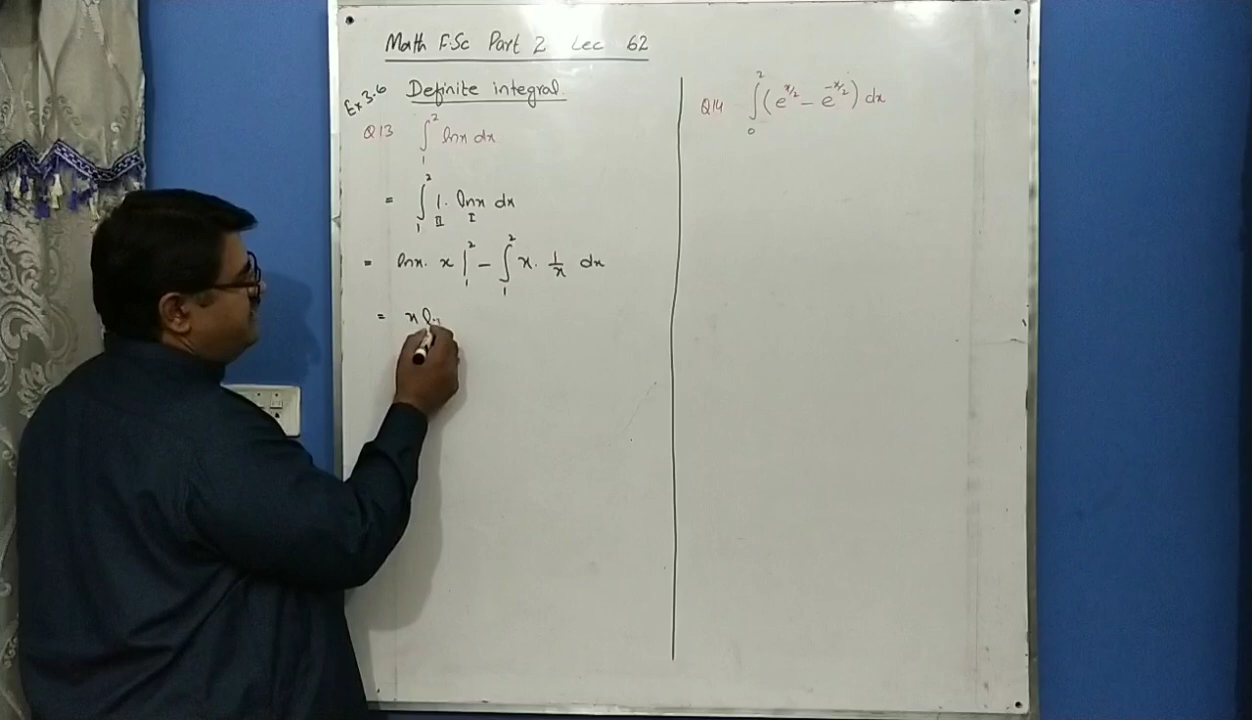 Math F.Sc Part 2 Lec 62
Ex 3.6 Definite integral
Q13 ∫₁² lnx dx
= ∫₁² 1. lnx dx
II I
= lnx. x |₁² - ∫₁² x. 1/x dx
= x
Q14 ∫₀² (e^(x/2) - e^(-x/2)) dx